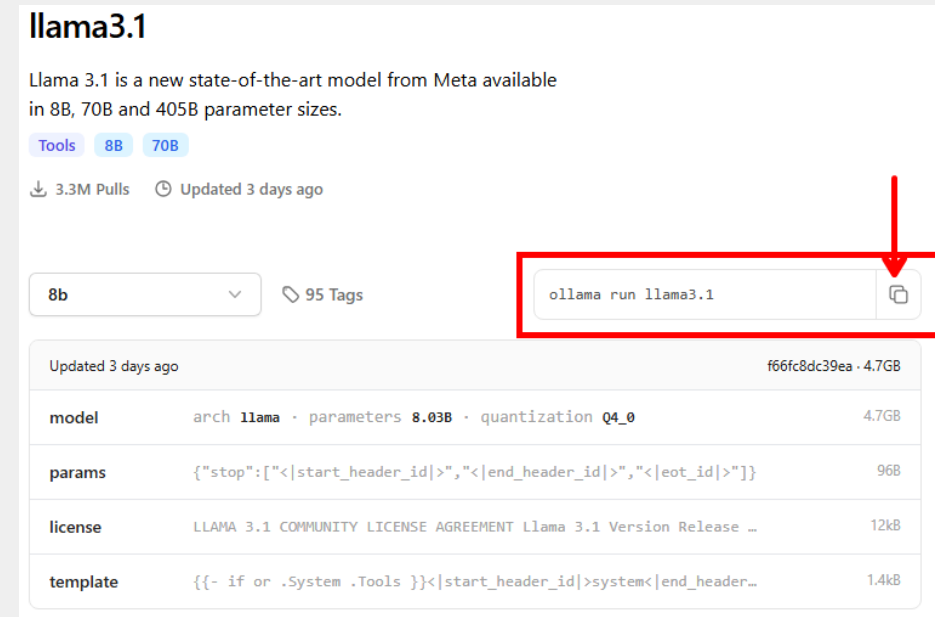 llama3.1
Llama 3.1 is a new state-of-the-art model from Meta available
in 8B, 70B and 405B parameter sizes.
Tools 8B 70B
3.3M Pulls Updated 3 days ago
8b 95 Tags ollama run llama3.1
Updated 3 days ago f66fc8dc39ea · 4.7GB
model arch llama · parameters 8.03B · quantization Q4_0 4.7GB
params {"stop":["<|start_header_id|>","<|end_header_id|>","<|eot_id|>"]} 96B
license LLAMA 3.1 COMMUNITY LICENSE AGREEMENT Llama 3.1 Version Release … 12kB
template {{- if or .System .Tools }}<|start_header_id|>system<|end_header… 1.4kB